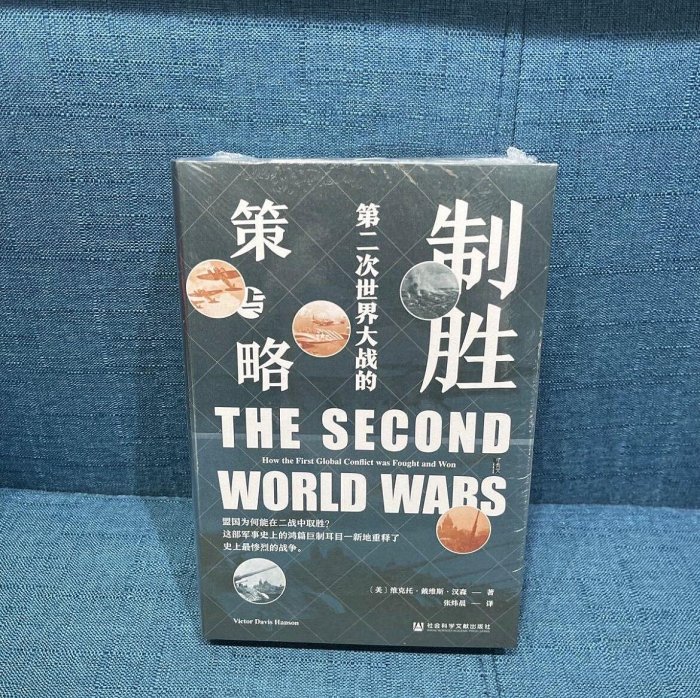 制胜
第二次世界大战的
策与略
THE SECOND
How the First Global Conflict was Fought and Won
WORLD WARS
盟国为何能在二战中取胜?
这部军事史上的鸿篇巨制耳目一新地重释了
史上最惨烈的战争。
〔美〕维克托·戴维斯·汉森 — 著
张炜晨 — 译
Victor Davis Hanson
社会科学文献出版社